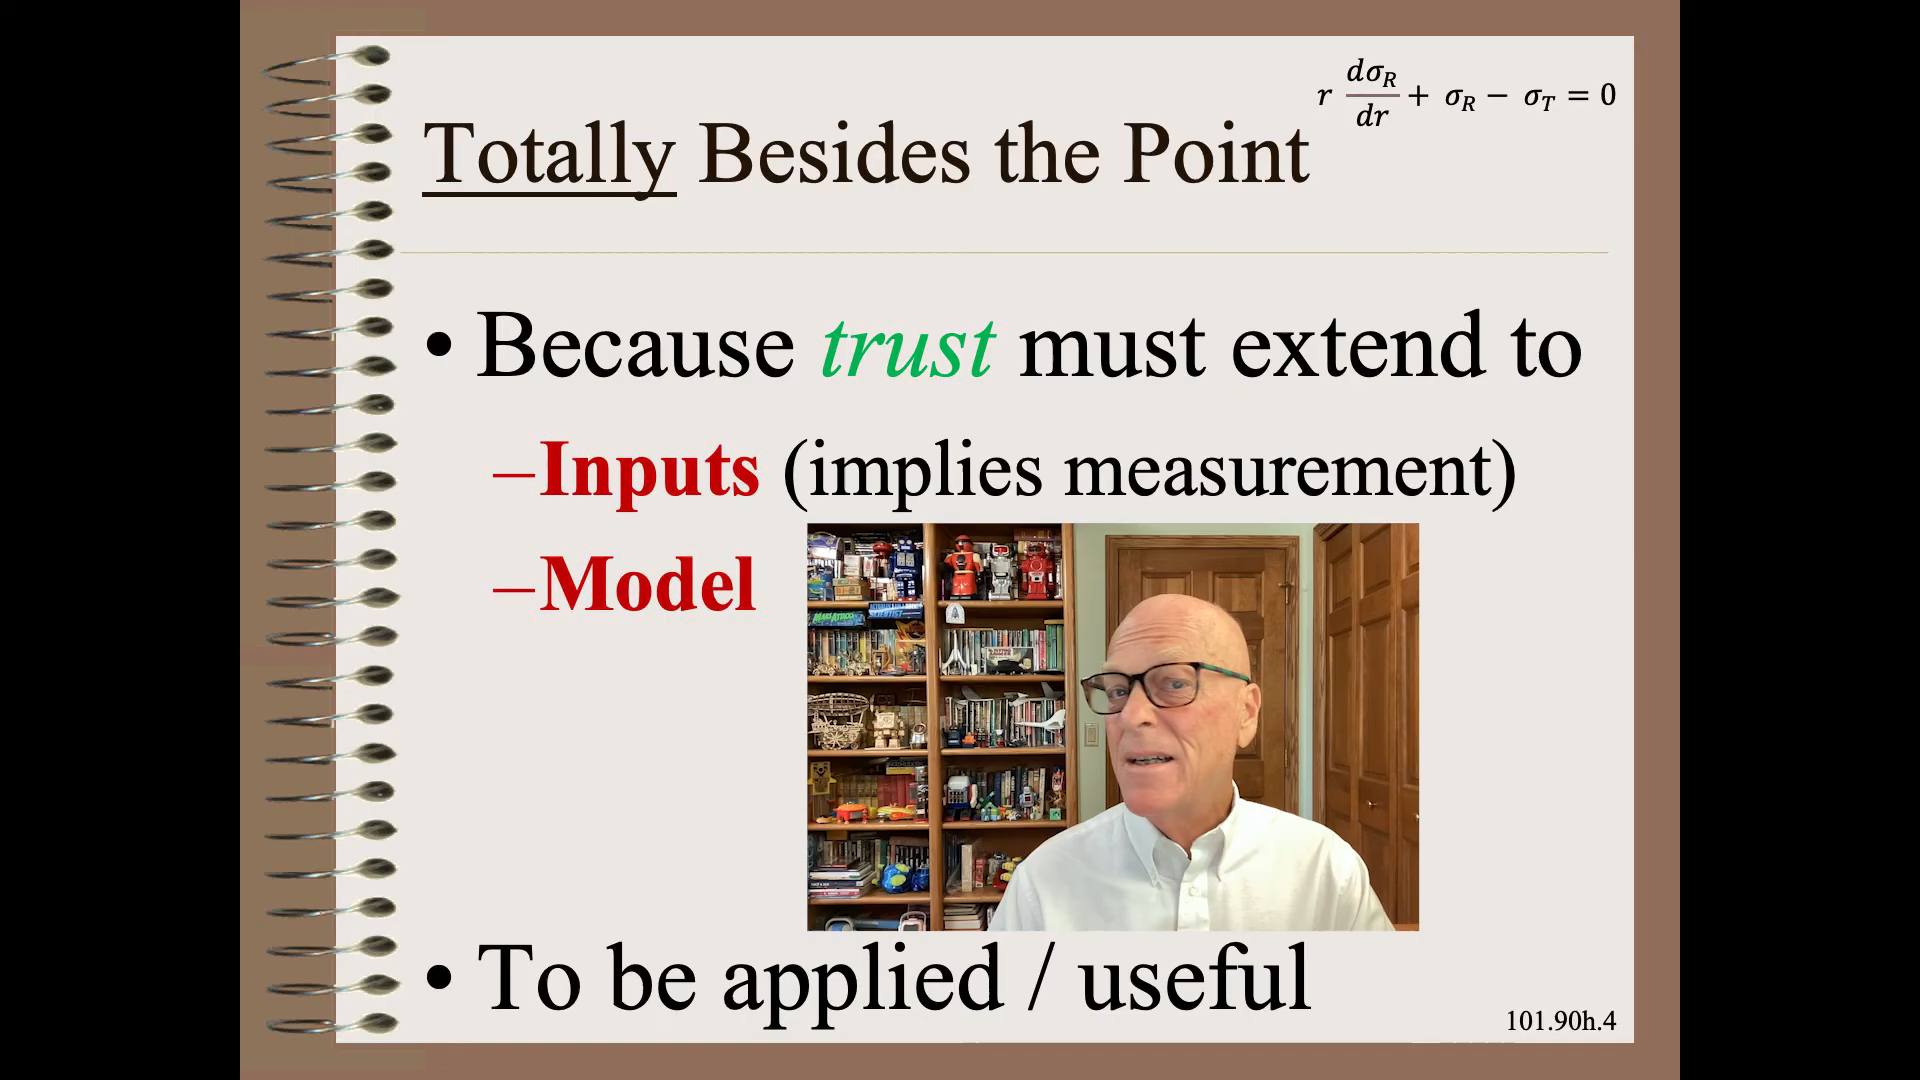 r dσ_R/dr + σ_R − σ_T = 0
Totally Besides the Point
• Because trust must extend to
–Inputs (implies measurement)
–Model
• To be applied / useful
101.90h.4